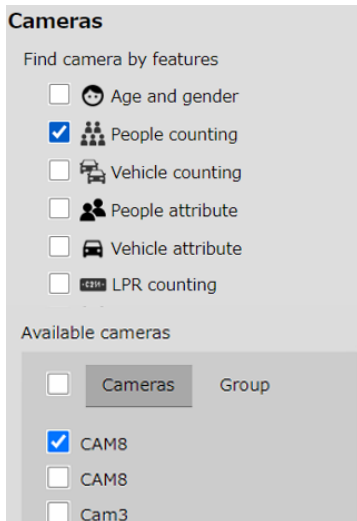 Cameras
Find camera by features
Age and gender
People counting
Vehicle counting
People attribute
Vehicle attribute
LPR counting
Available cameras
Cameras Group
CAM8
CAM8
Cam3